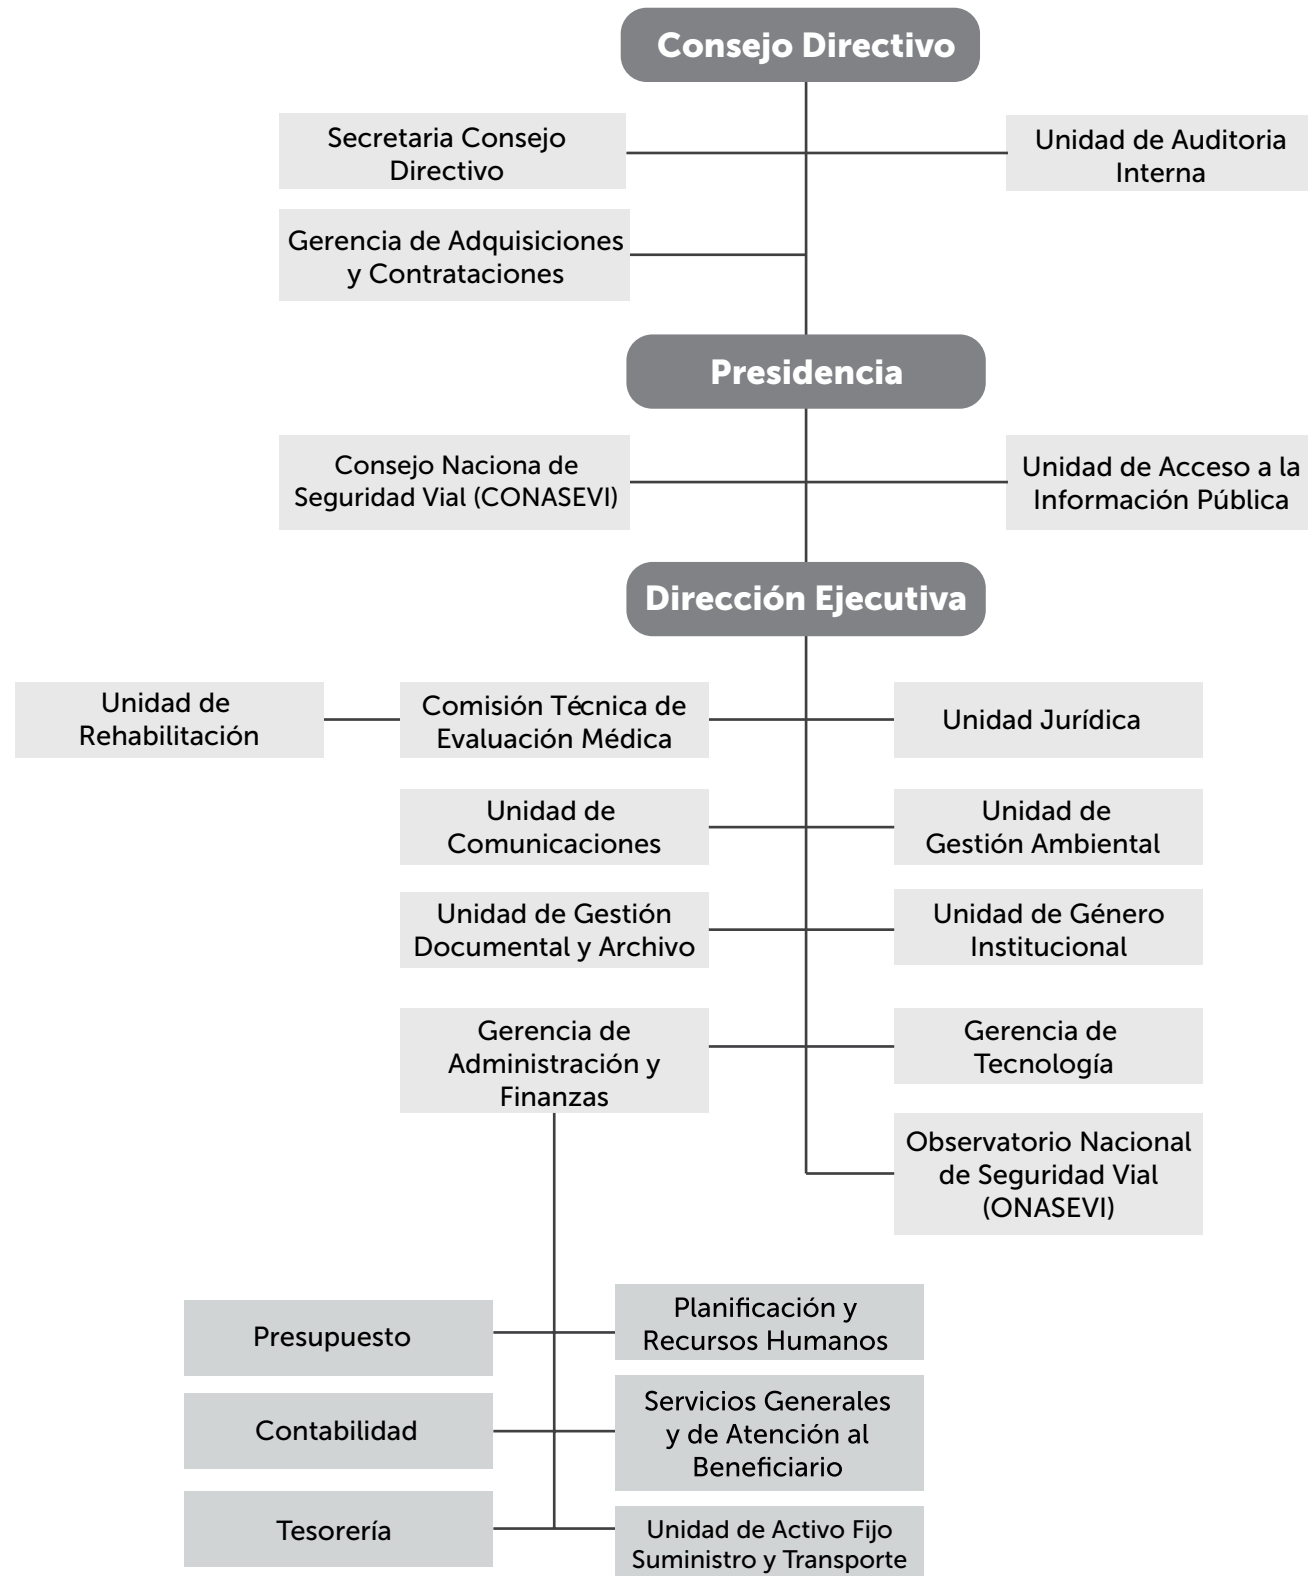 Consejo Directivo
Secretaria Consejo
Directivo
Unidad de Auditoria
Interna
Gerencia de Adquisiciones
y Contrataciones
Presidencia
Consejo Naciona de
Seguridad Vial (CONASEVI)
Unidad de Acceso a la
Información Pública
Dirección Ejecutiva
Unidad de
Rehabilitación
Comisión Técnica de
Evaluación Médica
Unidad Jurídica
Unidad de
Comunicaciones
Unidad de
Gestión Ambiental
Unidad de Gestión
Documental y Archivo
Unidad de Género
Institucional
Gerencia de
Administración y
Finanzas
Gerencia de
Tecnología
Observatorio Nacional
de Seguridad Vial
(ONASEVI)
Presupuesto
Planificación y
Recursos Humanos
Contabilidad
Servicios Generales
y de Atención al
Beneficiario
Tesorería
Unidad de Activo Fijo
Suministro y Transporte